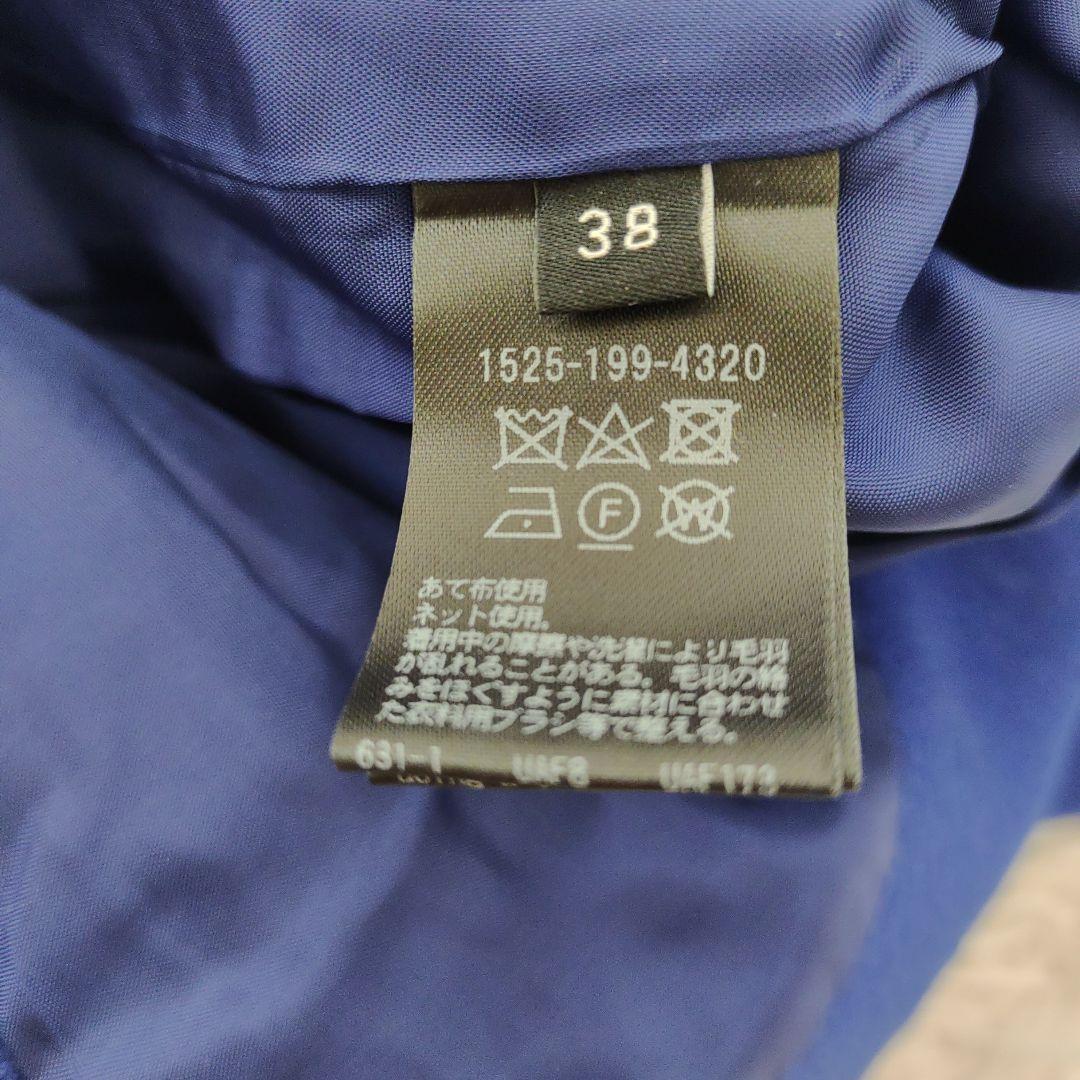 38
1525-199-4320
F
W
あて布使用
ネット使用。
着用中の摩擦や洗濯により毛羽
が乱れることがある。毛羽の絡
みをほぐすように素材に合わせ
た衣料用ブラシ等で整える。
631-1 UAF8 UAF173